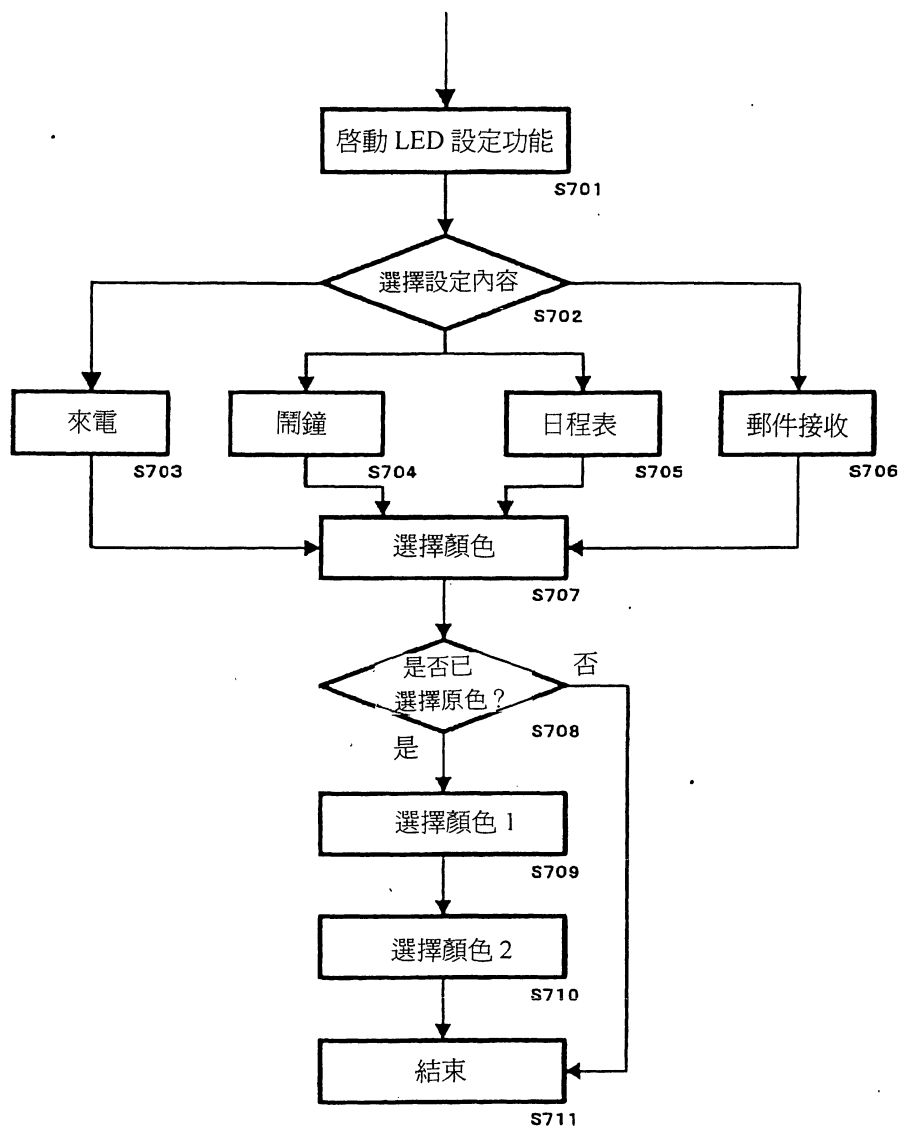 啓動 LED 設定功能
S701
選擇設定內容
S702
來電
S703
鬧鐘
S704
日程表
S705
郵件接收
S706
選擇顏色
S707
是否已
選擇原色？
否
S708
是
選擇顏色 1
S709
選擇顏色 2
S710
結束
S711